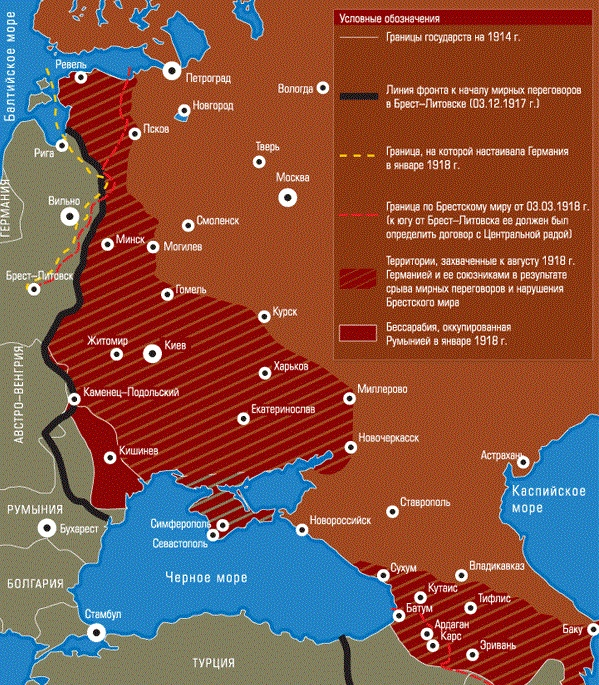 Условные обозначения
Границы государств на 1914 г.
Линия фронта к началу мирных переговоров
в Брест–Литовске (03.12.1917 г.)
Граница, на которой настаивала Германия
в январе 1918 г.
Граница по Брестскому миру от 03.03.1918 г.
(к югу от Брест–Литовска ее должен был
определить договор с Центральной радой)
Территории, захваченные к августу 1918 г.
Германией и ее союзниками в результате
срыва мирных переговоров и нарушения
Брестского мира
Бессарабия, оккупированная
Румынией в январе 1918 г.
Балтийское море
Ревель
Петроград
Новгород
Вологда
Псков
Рига
Тверь
Москва
ГЕРМАНИЯ
Вильно
Смоленск
Минск
Могилев
Брест–Литовск
Гомель
Курск
Житомир
Киев
Харьков
АВСТРО–ВЕНГРИЯ
Каменец–Подольский
Миллерово
Екатеринослав
Кишинев
Новочеркасск
Астрахань
Каспийское
море
РУМЫНИЯ
Бухарест
Симферополь
Севастополь
Новороссийск
Ставрополь
БОЛГАРИЯ
Черное море
Сухум
Владикавказ
Кутаис
Тифлис
Батум
Стамбул
Ардаган
Карс
Эривань
Баку
ТУРЦИЯ